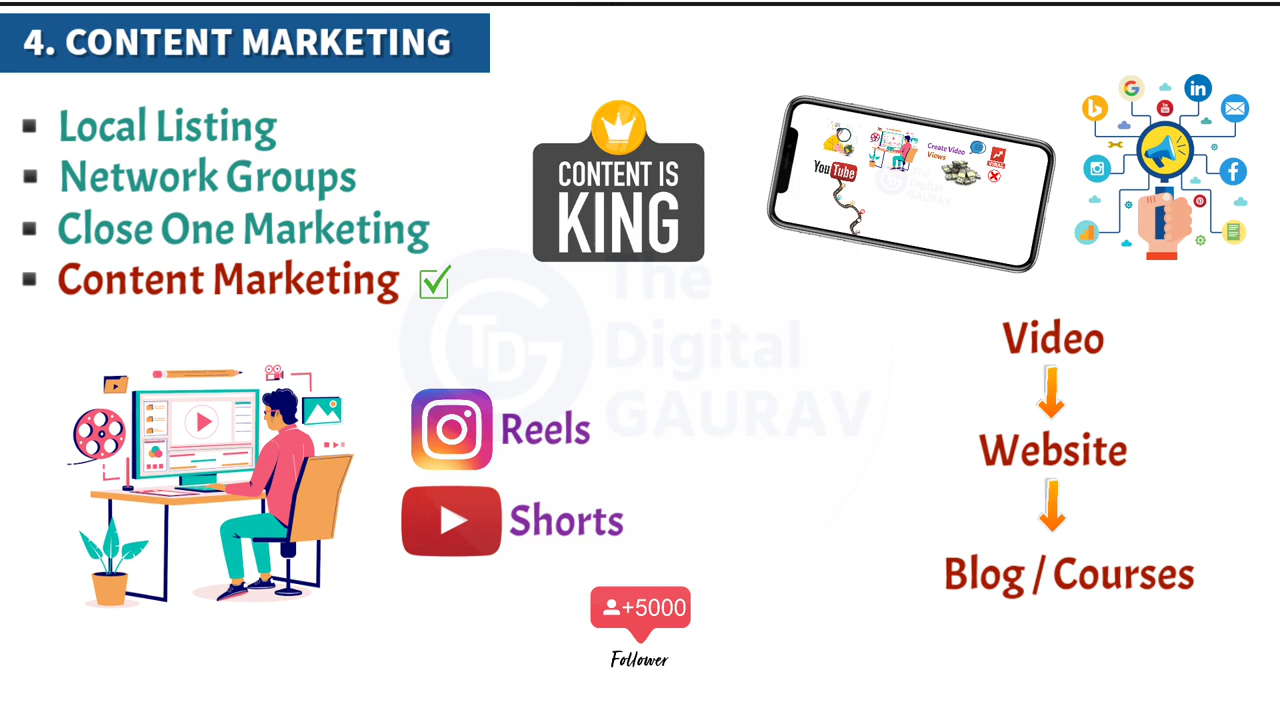 4. CONTENT MARKETING
Local Listing
Network Groups
Close One Marketing
Content Marketing
CONTENT IS
KING
Create Video
Views
YouTube
The
Digital
GAURAV
Reels
Shorts
+5000
Follower
Video
Website
Blog / Courses